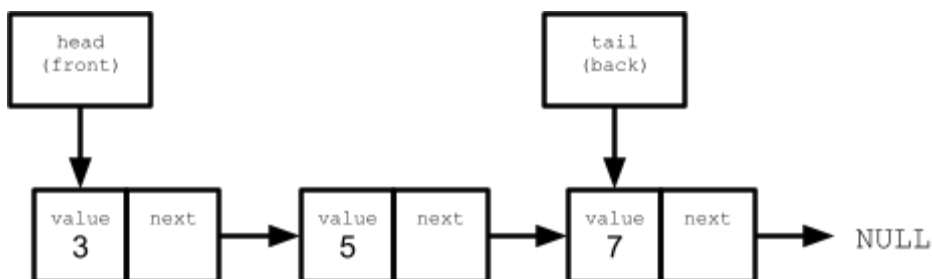 head
(front)
tail
(back)
value
3
next
value
5
next
value
7
next
NULL